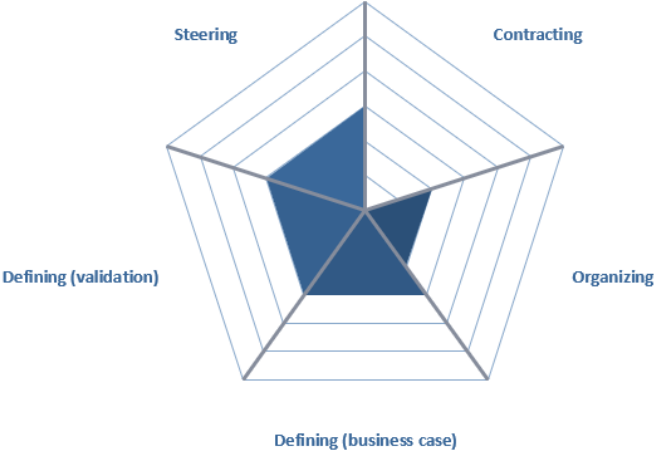 Steering
Contracting
Defining (validation)
Organizing
Defining (business case)